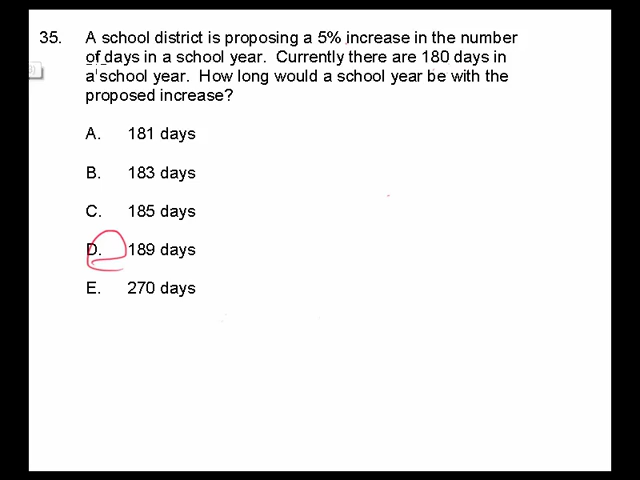 35. A school district is proposing a 5% increase in the number
of days in a school year. Currently there are 180 days in
a school year. How long would a school year be with the
proposed increase?
A. 181 days
B. 183 days
C. 185 days
D. 189 days
E. 270 days